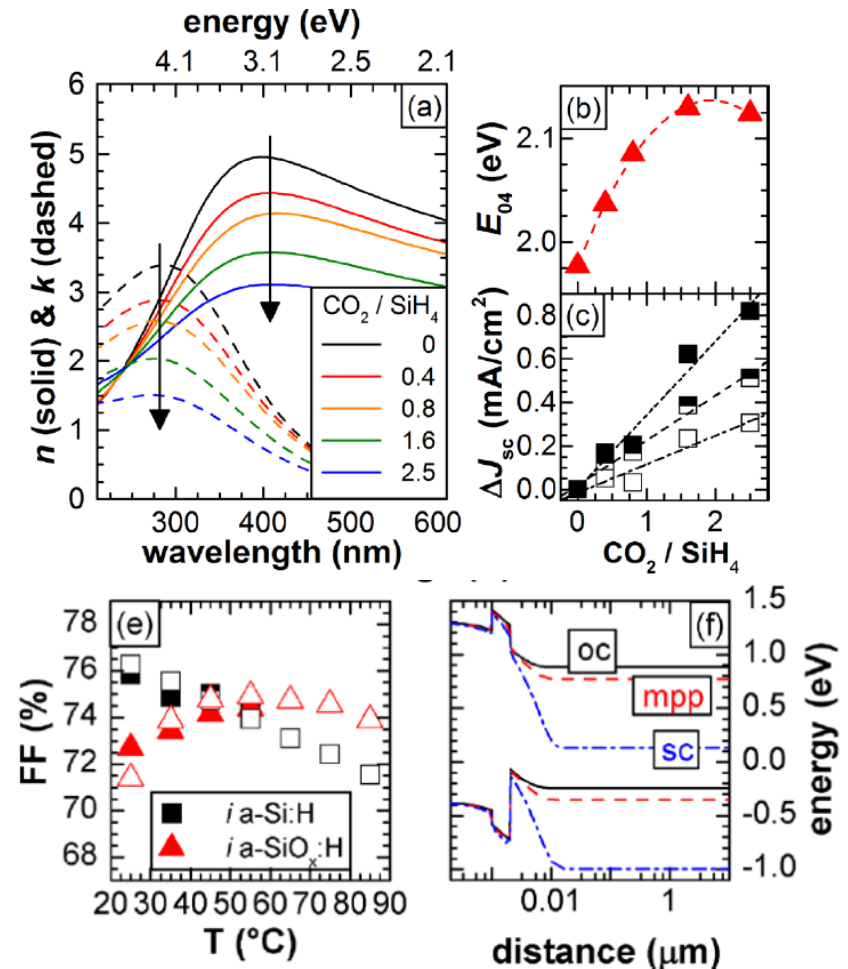 energy (eV)
4.1 3.1 2.5 2.1
6
5
4
3
2
1
0
n (solid) & k (dashed)
(a)
CO₂ / SiH₄
0
0.4
0.8
1.6
2.5
300 400 500 600
wavelength (nm)
(b)
2.1
2.0
1.9
E₀₄ (eV)
(c)
0.8
0.6
0.4
0.2
0.0
ΔJsc (mA/cm²)
0 1 2
CO₂ / SiH₄
(e)
78
76
74
72
70
68
FF (%)
i a-Si:H
i a-SiOₓ:H
20 30 40 50 60 70 80 90
T (°C)
(f)
oc
mpp
sc
1.5
1.0
0.5
0.0
-0.5
-1.0
energy (eV)
0.01 1
distance (µm)